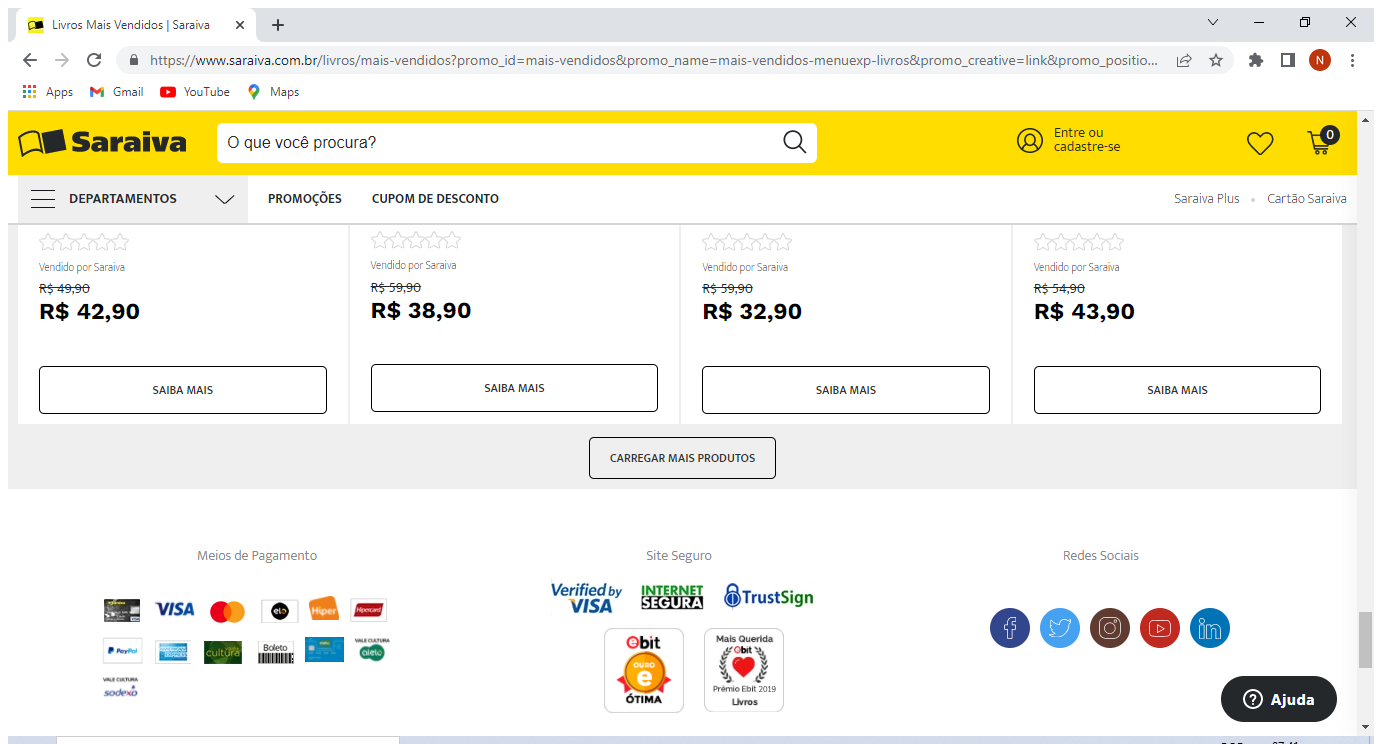 Livros Mais Vendidos | Saraiva
https://www.saraiva.com.br/livros/mais-vendidos?promo_id=mais-vendidos&promo_name=mais-vendidos-menuexp-livros&promo_creative=link&promo_positio...
N
Apps Gmail YouTube Maps
Saraiva
O que você procura?
Entre ou
cadastre-se
0
DEPARTAMENTOS PROMOÇÕES CUPOM DE DESCONTO Saraiva Plus Cartão Saraiva
Vendido por Saraiva Vendido por Saraiva Vendido por Saraiva Vendido por Saraiva
R$ 49,90 R$ 59,90 R$ 59,90 R$ 54,90
R$ 42,90 R$ 38,90 R$ 32,90 R$ 43,90
SAIBA MAIS SAIBA MAIS SAIBA MAIS SAIBA MAIS
CARREGAR MAIS PRODUTOS
Meios de Pagamento Site Seguro Redes Sociais
VISA elo Hiper Hipercard
PayPal cultura Boleto VALE CULTURA alelo
VALE CULTURA
sodexo
Verified by
VISA
INTERNET
SEGURA
TrustSign
ebit
OURO
e
ÓTIMA
Mais Querida
ebit
Prêmio Ebit 2019
Livros
f in
? Ajuda